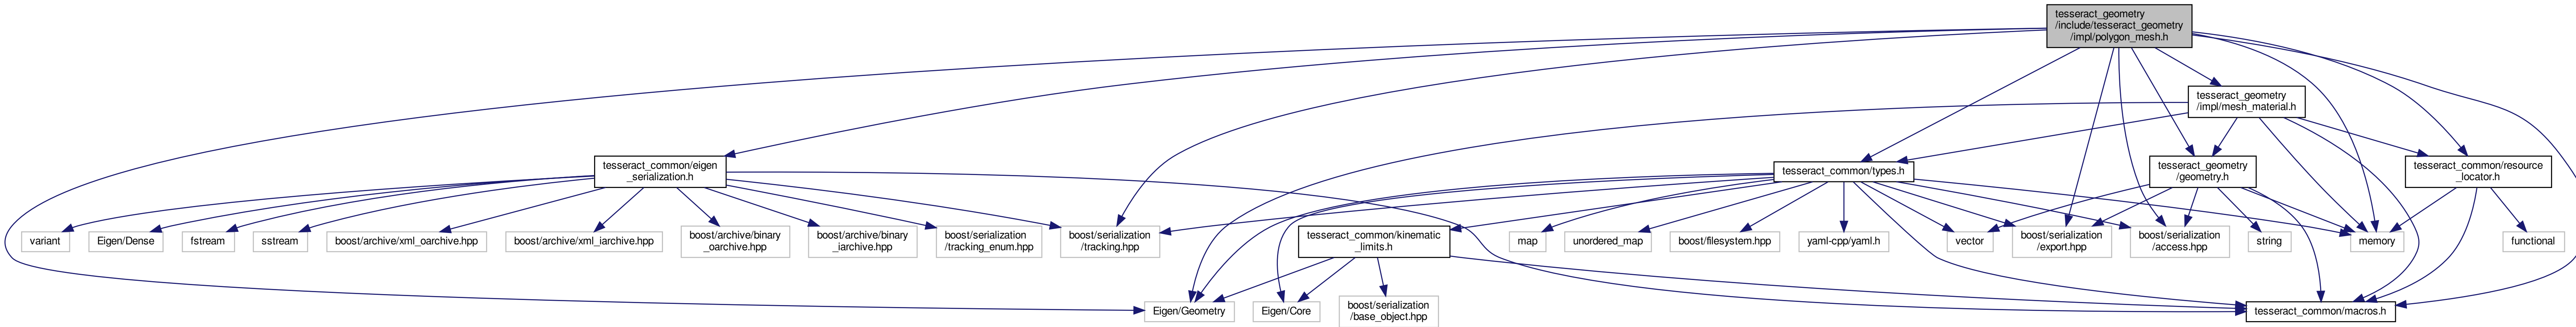 tesseract_geometry
/include/tesseract_geometry
/impl/polygon_mesh.h
tesseract_geometry
/impl/mesh_material.h
tesseract_common/eigen
_serialization.h
tesseract_common/types.h
tesseract_geometry
/geometry.h
tesseract_common/resource
_locator.h
variant
Eigen/Dense
fstream
sstream
boost/archive/xml_oarchive.hpp
boost/archive/xml_iarchive.hpp
boost/archive/binary
_oarchive.hpp
boost/archive/binary
_iarchive.hpp
boost/serialization
/tracking_enum.hpp
boost/serialization
/tracking.hpp
tesseract_common/kinematic
_limits.h
map
unordered_map
boost/filesystem.hpp
yaml-cpp/yaml.h
vector
boost/serialization
/export.hpp
boost/serialization
/access.hpp
string
memory
functional
Eigen/Geometry
Eigen/Core
boost/serialization
/base_object.hpp
tesseract_common/macros.h